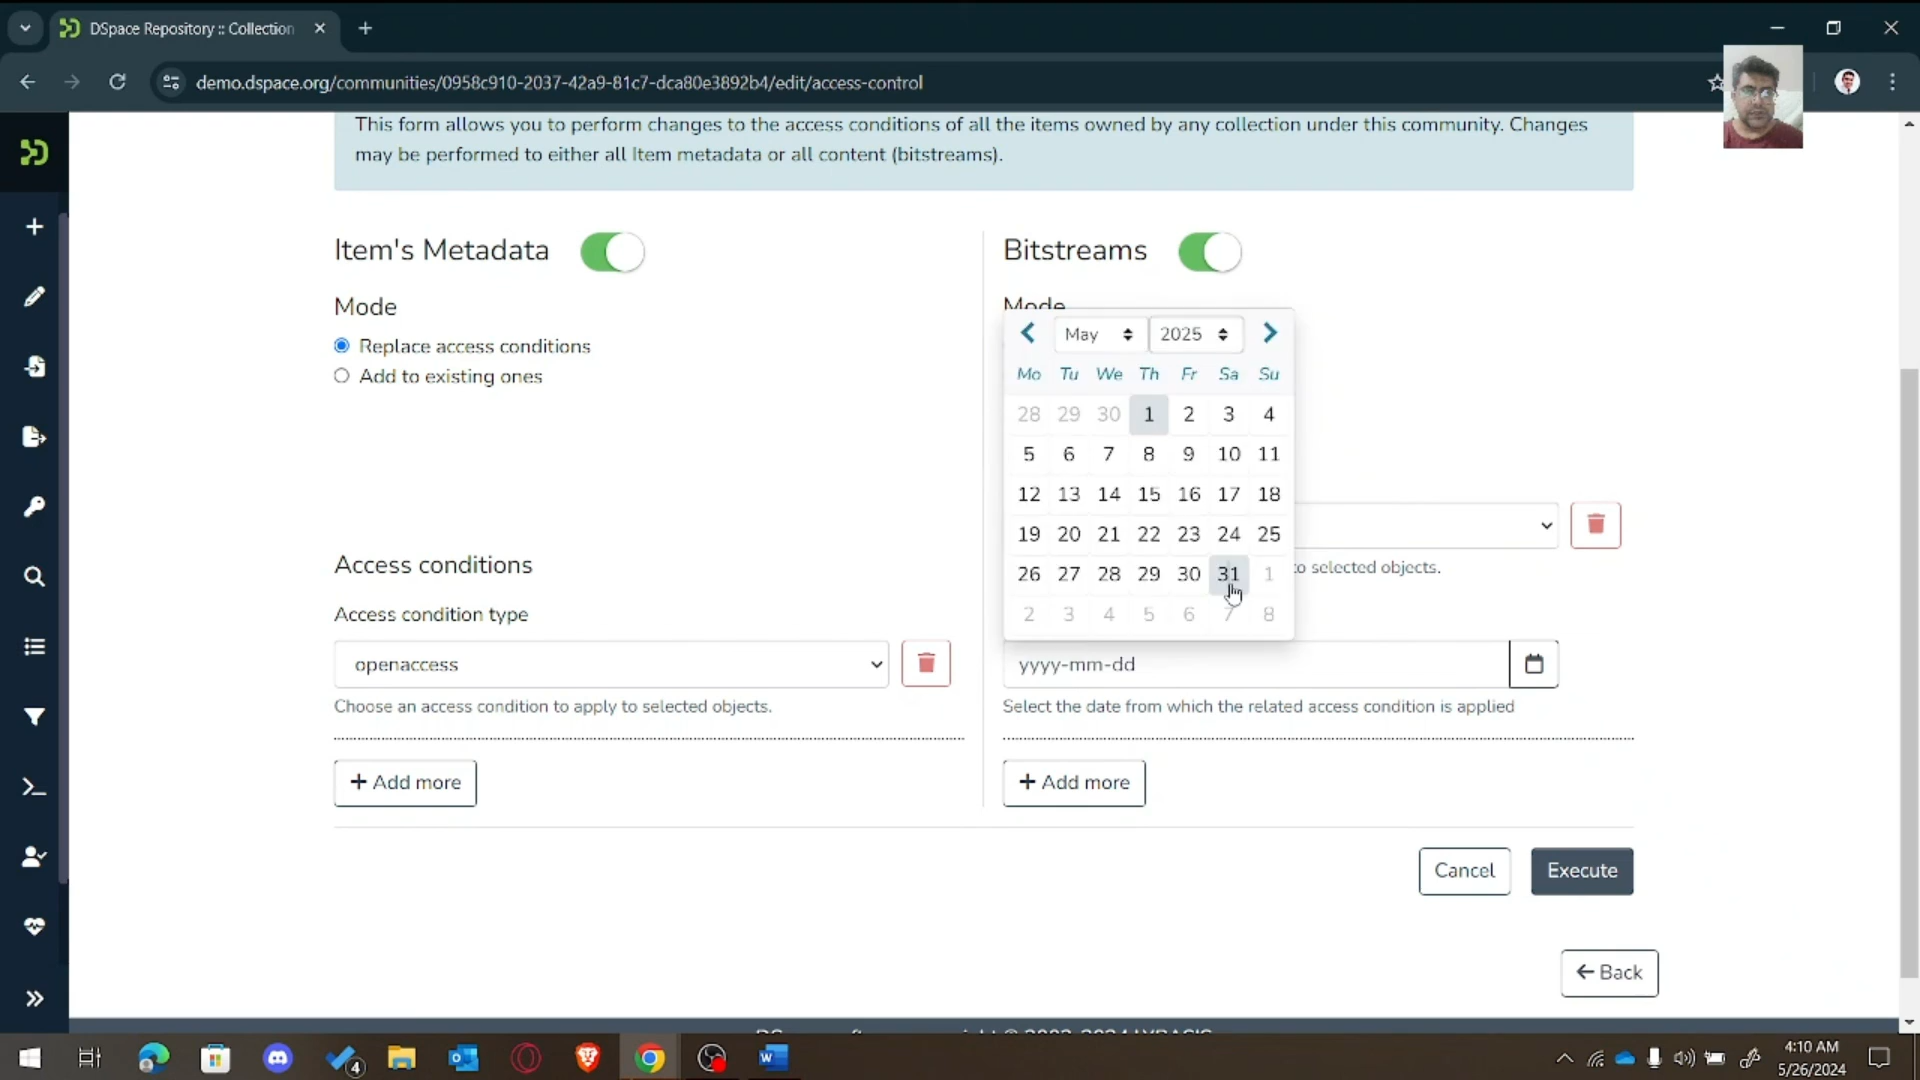 DSpace Repository :: Collection
demo.dspace.org/communities/0958c910-2037-42a9-81c7-dca80e3892b4/edit/access-control
This form allows you to perform changes to the access conditions of all the items owned by any collection under this community. Changes
may be performed to either all Item metadata or all content (bitstreams).
Item's Metadata
Mode
Replace access conditions
Add to existing ones
Access conditions
Access condition type
openaccess
Choose an access condition to apply to selected objects.
+ Add more
Bitstreams
Mode
May 2025
Mo Tu We Th Fr Sa Su
28 29 30 1 2 3 4
5 6 7 8 9 10 11
12 13 14 15 16 17 18
19 20 21 22 23 24 25
26 27 28 29 30 31 1
2 3 4 5 6 7 8
to selected objects.
yyyy-mm-dd
Select the date from which the related access condition is applied
+ Add more
Cancel
Execute
Back
4
4:10 AM
5/26/2024